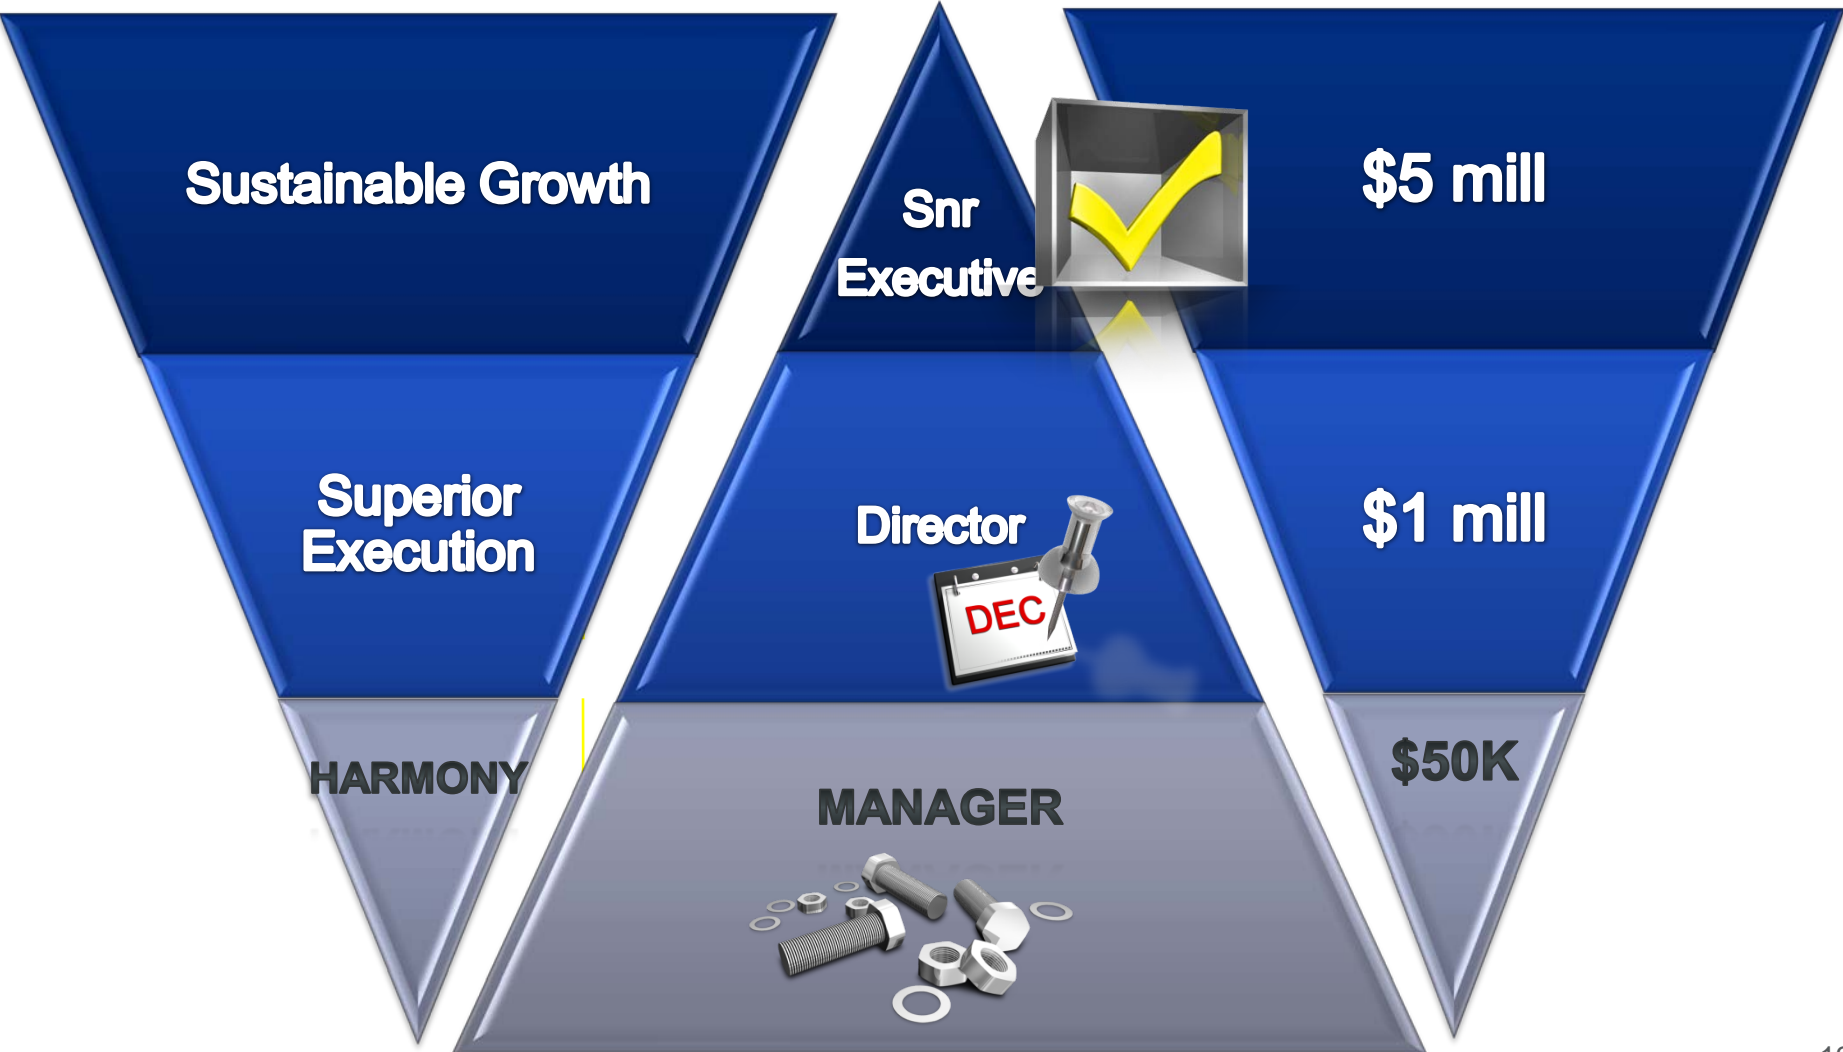 Sustainable Growth
Snr
Executive
$5 mill
Superior
Execution
Director
DEC
$1 mill
HARMONY
MANAGER
$50K